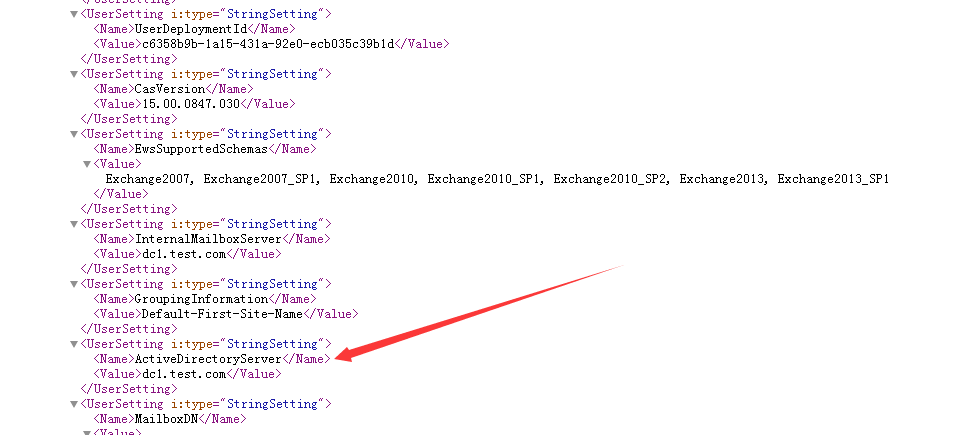 <UserSetting i:type="StringSetting">
<Name>UserDeploymentId</Name>
<Value>c6358b9b-1a15-431a-92e0-ecb035c39b1d</Value>
</UserSetting>
<UserSetting i:type="StringSetting">
<Name>CasVersion</Name>
<Value>15.00.0847.030</Value>
</UserSetting>
<UserSetting i:type="StringSetting">
<Name>EwsSupportedSchemas</Name>
<Value>
Exchange2007, Exchange2007_SP1, Exchange2010, Exchange2010_SP1, Exchange2010_SP2, Exchange2013, Exchange2013_SP1
</Value>
</UserSetting>
<UserSetting i:type="StringSetting">
<Name>InternalMailboxServer</Name>
<Value>dc1.test.com</Value>
</UserSetting>
<UserSetting i:type="StringSetting">
<Name>GroupingInformation</Name>
<Value>Default-First-Site-Name</Value>
</UserSetting>
<UserSetting i:type="StringSetting">
<Name>ActiveDirectoryServer</Name>
<Value>dc1.test.com</Value>
</UserSetting>
<UserSetting i:type="StringSetting">
<Name>MailboxDN</Name>
<Value>